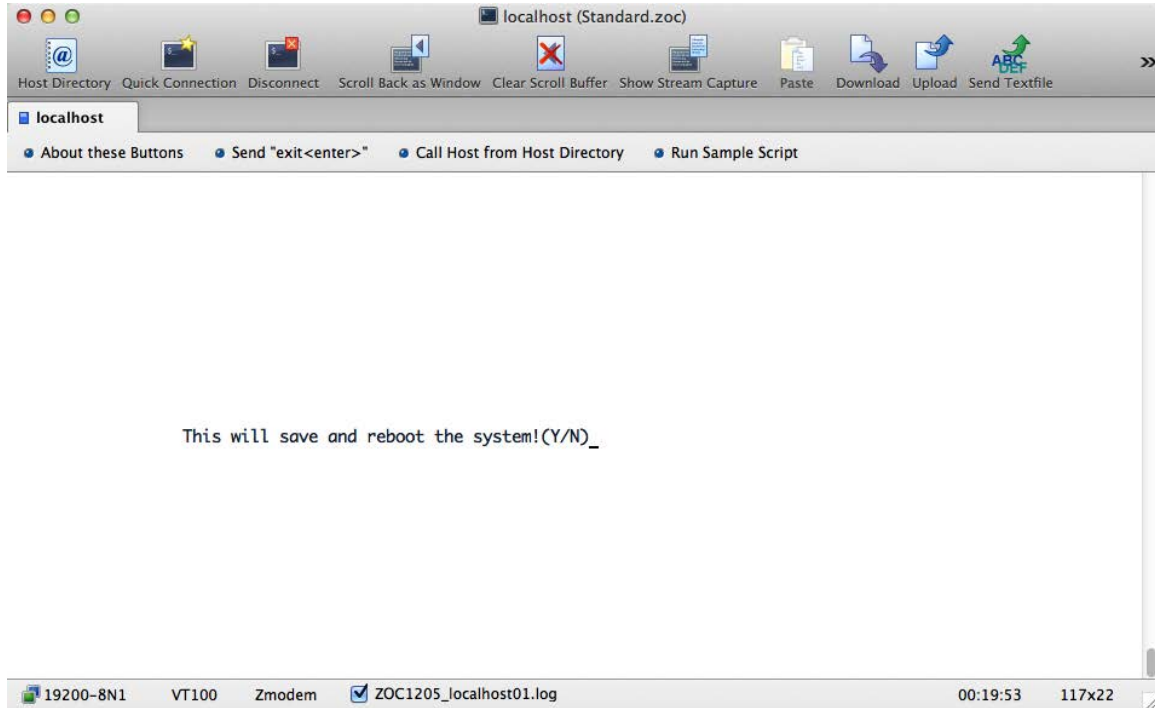 localhost (Standard.zoc)
Host Directory Quick Connection Disconnect Scroll Back as Window Clear Scroll Buffer Show Stream Capture Paste Download Upload ABC DEF Send Textfile »
localhost
About these Buttons Send "exit<enter>" Call Host from Host Directory Run Sample Script
This will save and reboot the system!(Y/N)_
19200-8N1 VT100 Zmodem ZOC1205_localhost01.log 00:19:53 117x22